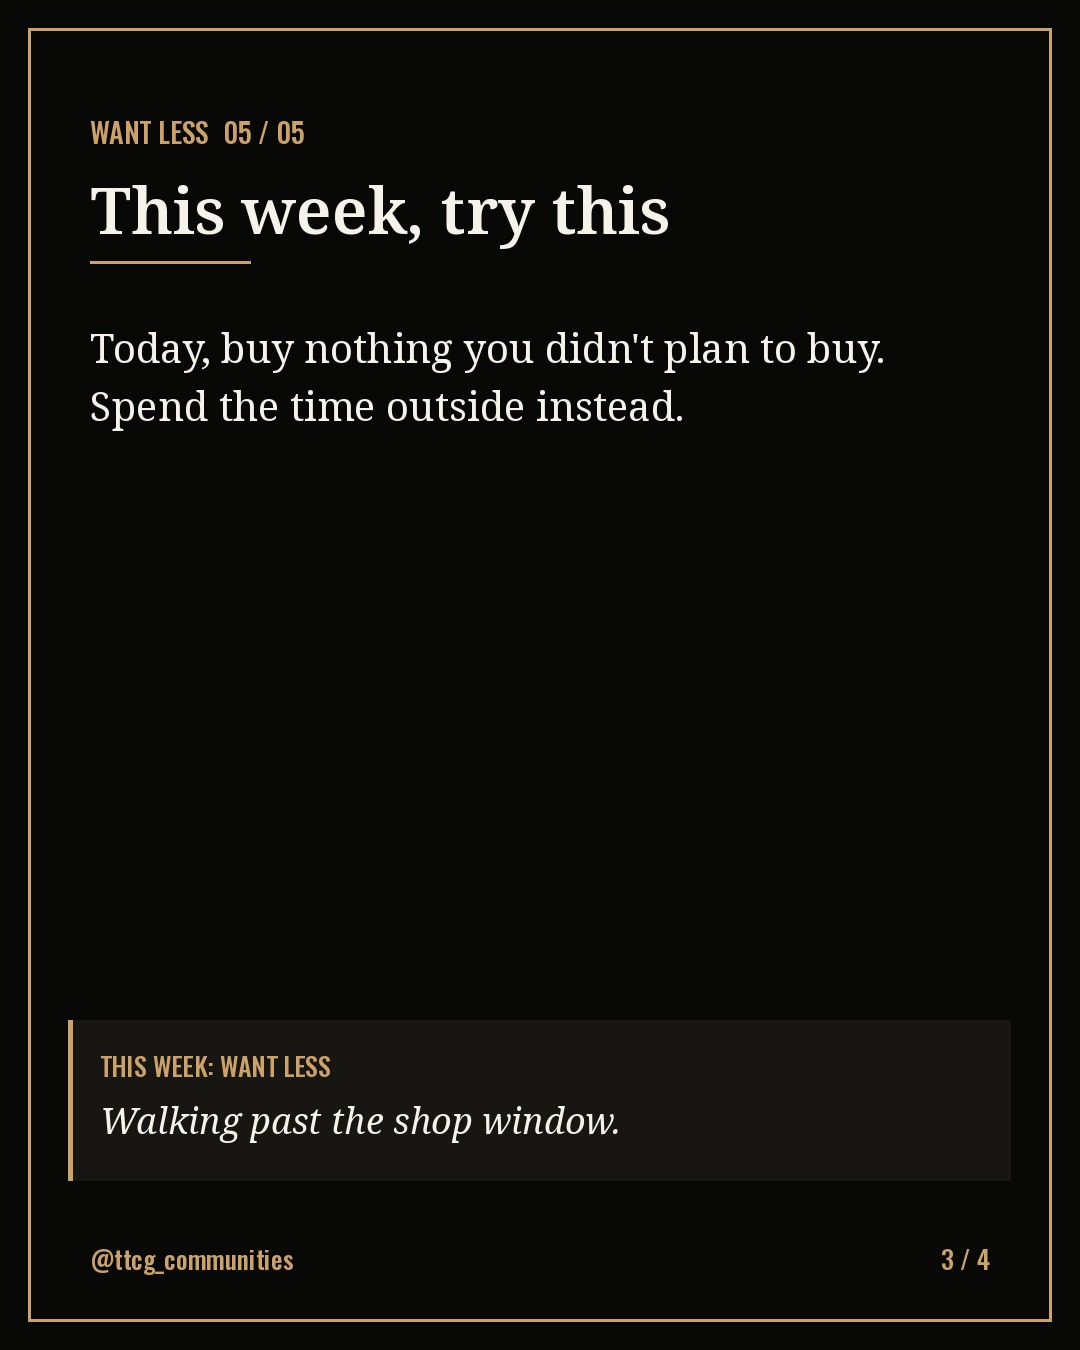 WANT LESS 05 / 05
This week, try this
Today, buy nothing you didn't plan to buy.
Spend the time outside instead.
THIS WEEK: WANT LESS
Walking past the shop window.
@ttcg_communities
3 / 4